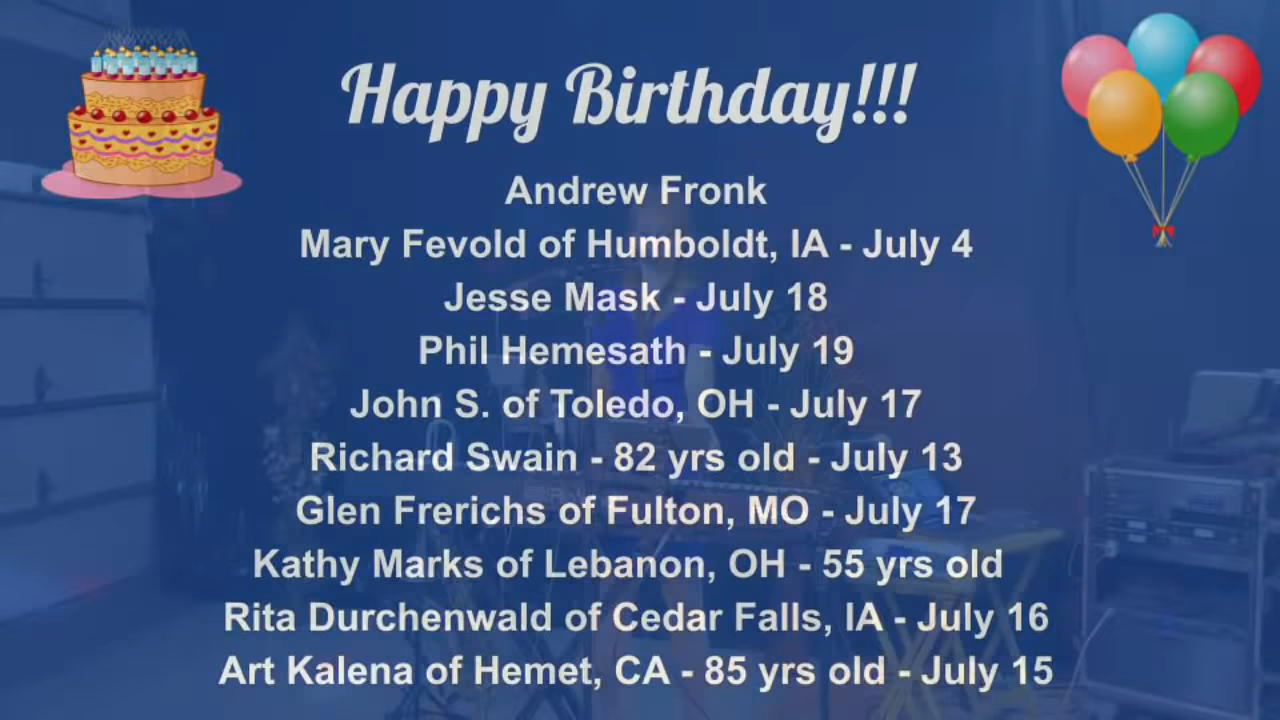 Happy Birthday!!!
Andrew Fronk
Mary Fevold of Humboldt, IA - July 4
Jesse Mask - July 18
Phil Hemesath - July 19
John S. of Toledo, OH - July 17
Richard Swain - 82 yrs old - July 13
Glen Frerichs of Fulton, MO - July 17
Kathy Marks of Lebanon, OH - 55 yrs old
Rita Durchenwald of Cedar Falls, IA - July 16
Art Kalena of Hemet, CA - 85 yrs old - July 15